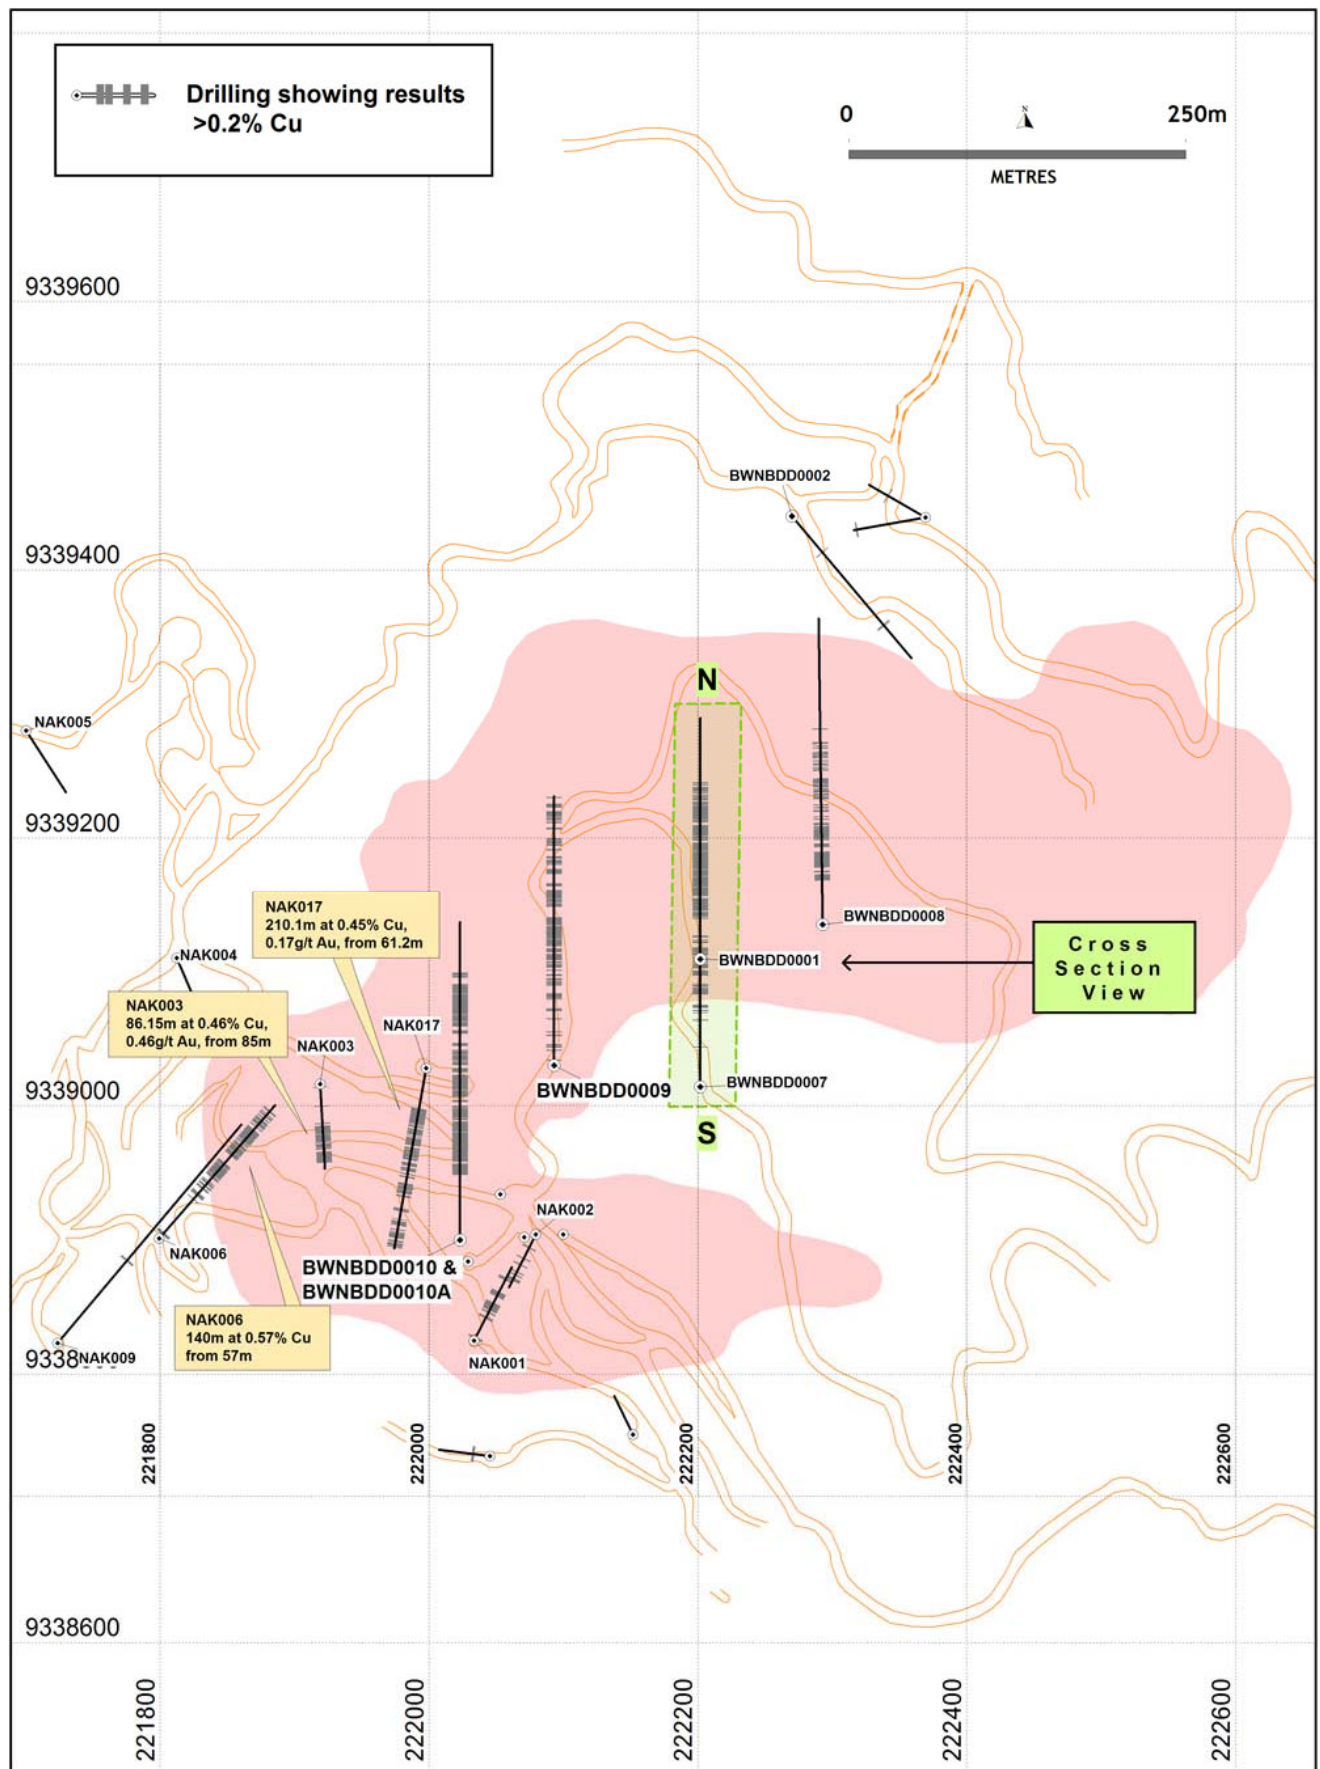 Drilling showing results
>0.2% Cu
0
N
250m
METRES
9339600
BWNBDD0002
9339400
N
NAK005
9339200
NAK017
210.1m at 0.45% Cu,
0.17g/t Au, from 61.2m
BWNBDD0008
Cross
Section
View
NAK004
BWNBDD0001
NAK003
86.15m at 0.46% Cu,
0.46g/t Au, from 85m
NAK017
NAK003
BWNBDD0009
BWNBDD0007
9339000
S
NAK002
NAK006
BWNBDD0010 &
BWNBDD0010A
NAK006
140m at 0.57% Cu
from 57m
9338
NAK009
NAK001
221800
222000
222200
222400
222600
9338600
221800
222000
222200
222400
222600